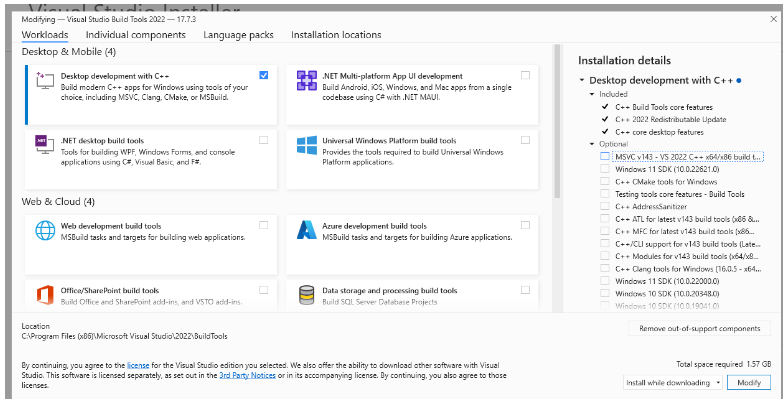 Visual Studio Installer
Modifying — Visual Studio Build Tools 2022 — 17.7.3
Workloads Individual components Language packs Installation locations
Desktop & Mobile (4)
Desktop development with C++
Build modern C++ apps for Windows using tools of your
choice, including MSVC, Clang, CMake, or MSBuild.
.NET Multi-platform App UI development
Build Android, iOS, Windows, and Mac apps from a single
codebase using C# with .NET MAUI.
.NET desktop build tools
Tools for building WPF, Windows Forms, and console
applications using C#, Visual Basic, and F#.
Universal Windows Platform build tools
Provides the tools required to build Universal Windows
Platform applications.
Web & Cloud (4)
Web development build tools
MSBuild tasks and targets for building web applications.
Azure development build tools
MSBuild tasks and targets for building Azure applications.
Office/SharePoint build tools
Build Office and SharePoint add-ins, and VSTO add-ins.
Data storage and processing build tools
Build SQL Server Database Projects
Installation details
Desktop development with C++
Included
C++ Build Tools core features
C++ 2022 Redistributable Update
C++ core desktop features
Optional
MSVC v143 - VS 2022 C++ x64/x86 build t...
Windows 11 SDK (10.0.22621.0)
C++ CMake tools for Windows
Testing tools core features - Build Tools
C++ AddressSanitizer
C++ ATL for latest v143 build tools (x86 &...
C++ MFC for latest v143 build tools (x86...
C++/CLI support for v143 build tools (Late...
C++ Modules for v143 build tools (x64/x8...
C++ Clang tools for Windows (16.0.5 - x64...
Windows 11 SDK (10.0.22000.0)
Windows 10 SDK (10.0.20348.0)
Windows 10 SDK (10.0.19041.0)
Location
C:\Program Files (x86)\Microsoft Visual Studio\2022\BuildTools
Remove out-of-support components
By continuing, you agree to the license for the Visual Studio edition you selected. We also offer the ability to download other software with Visual
Studio. This software is licensed separately, as set out in the 3rd Party Notices or in its accompanying license. By continuing, you also agree to those
licenses.
Total space required 1.57 GB
Install while downloading
Modify